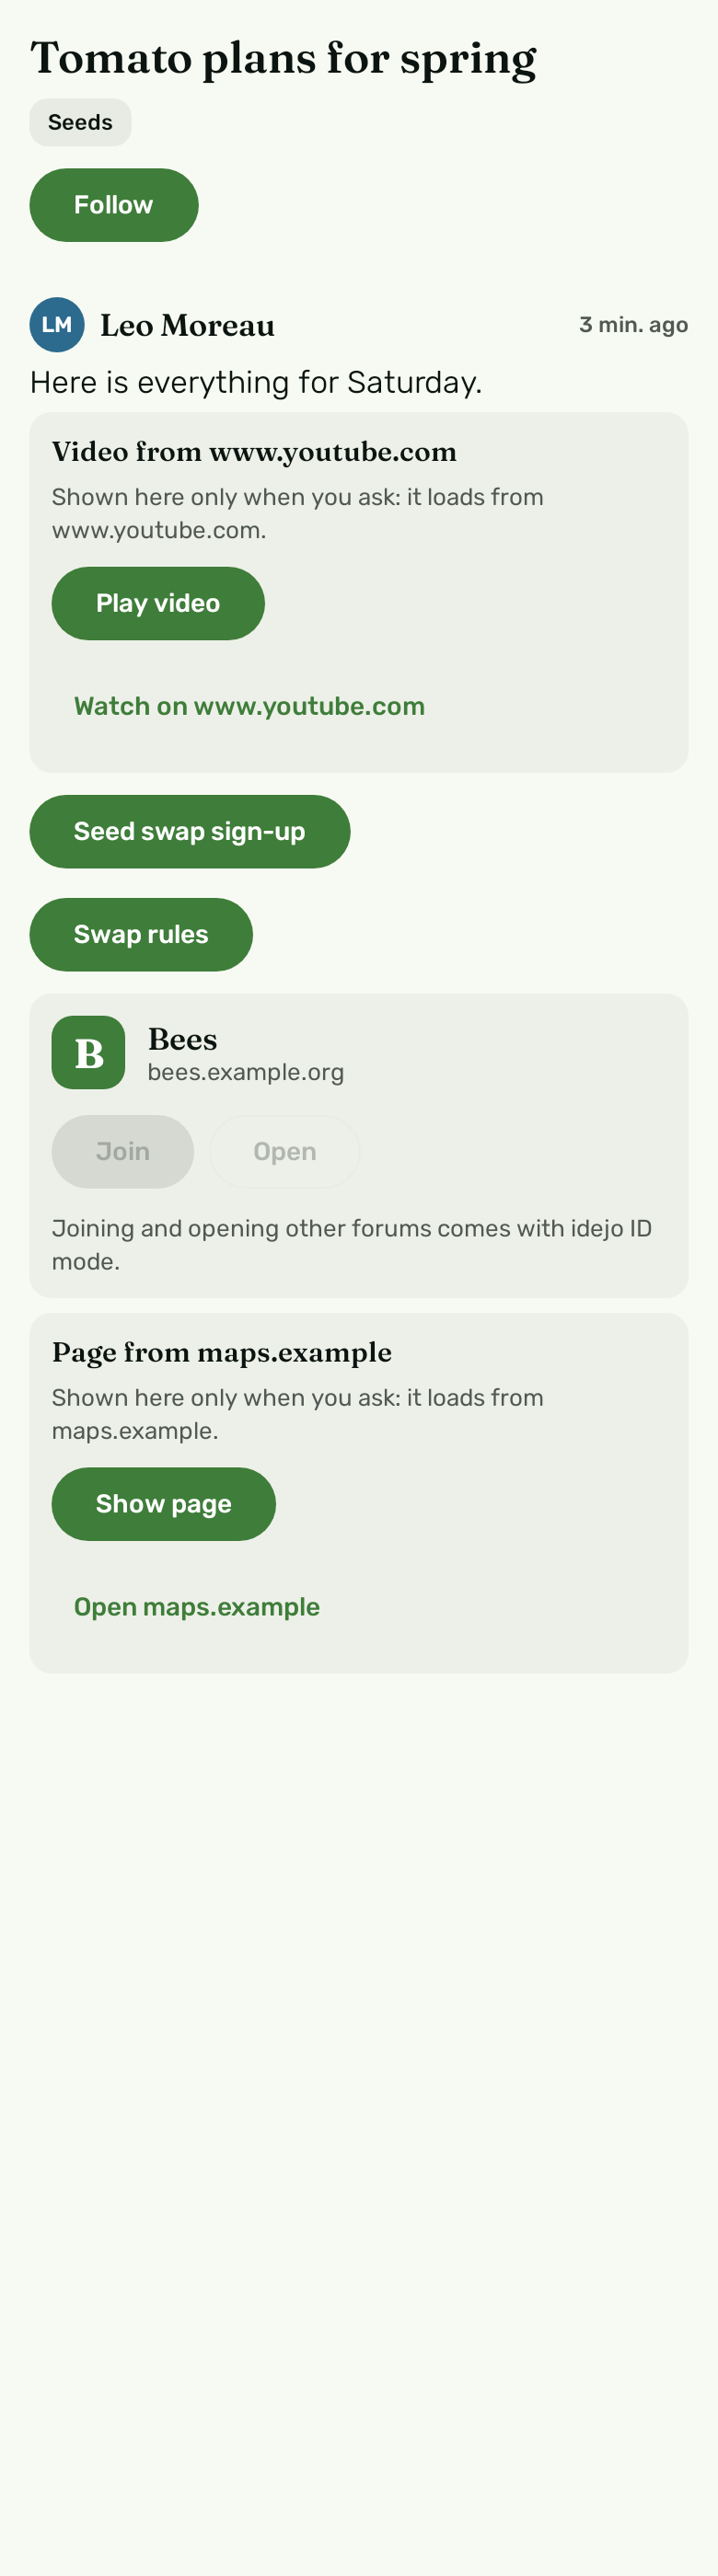 Tomato plans for spring
Seeds
Follow
LM
Leo Moreau
3 min. ago
Here is everything for Saturday.
Video from www.youtube.com
Shown here only when you ask: it loads from
www.youtube.com.
Play video
Watch on www.youtube.com
Seed swap sign-up
Swap rules
B
Bees
bees.example.org
Join
Open
Joining and opening other forums comes with idejo ID
mode.
Page from maps.example
Shown here only when you ask: it loads from
maps.example.
Show page
Open maps.example